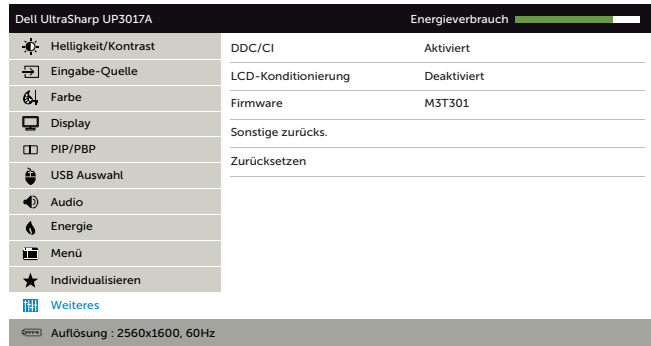 Dell UltraSharp UP3017A Energieverbrauch
Helligkeit/Kontrast DDC/CI Aktiviert
Eingabe-Quelle LCD-Konditionierung Deaktiviert
Farbe Firmware M3T301
Display Sonstige zurücks.
PIP/PBP Zurücksetzen
USB Auswahl
Audio
Energie
Menü
Individualisieren
Weiteres
Auflösung : 2560x1600, 60Hz